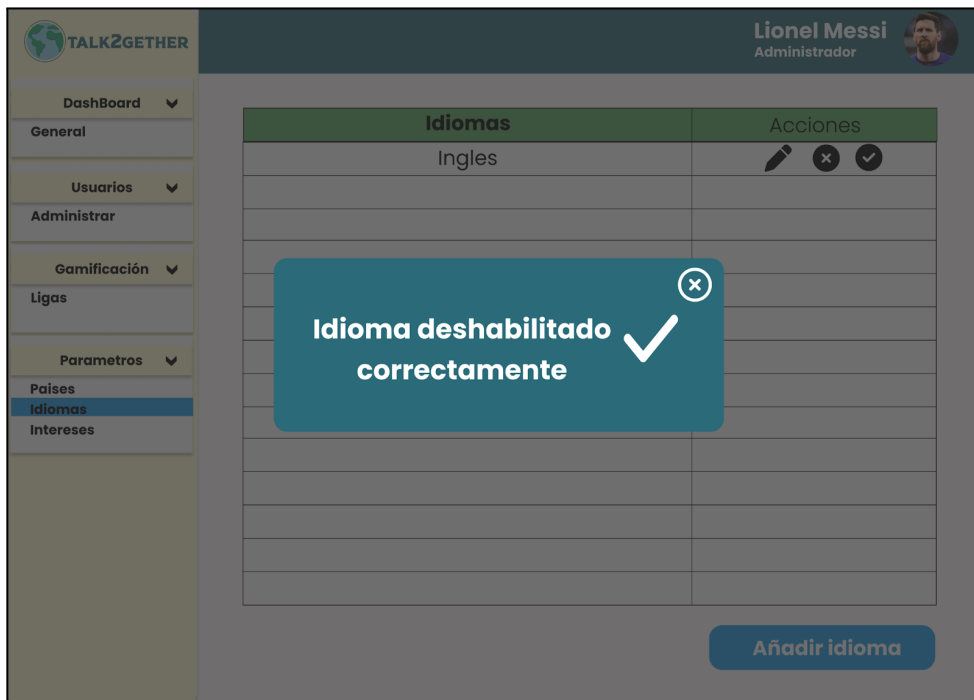 TALK2GETHER
Lionel Messi
Administrador
DashBoard
General
Usuarios
Administrar
Gamificación
Ligas
Parametros
Paises
Idiomas
Intereses
Idiomas
Acciones
Ingles
Idioma deshabilitado
correctamente
Añadir idioma